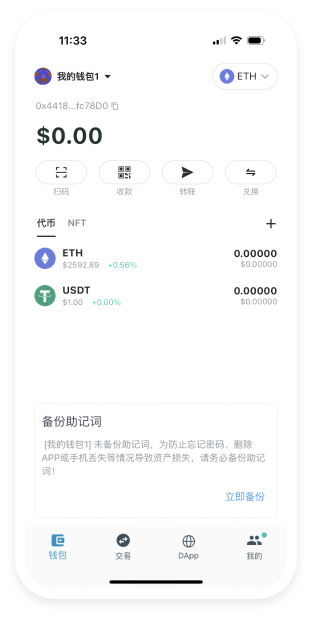 11:33
我的钱包1
ETH
0x4418...fc78D0
$0.00
扫码
收款
转账
兑换
代币
NFT
ETH
0.00000
$2592.89
+0.56%
$0.00000
USDT
0.00000
$1.00
+0.00%
$0.00000
备份助记词
[我的钱包1] 未备份助记词，为防止忘记密码、删除
APP或手机丢失等情况导致资产损失，请务必备份助记
词！
立即备份
钱包
交易
DApp
我的